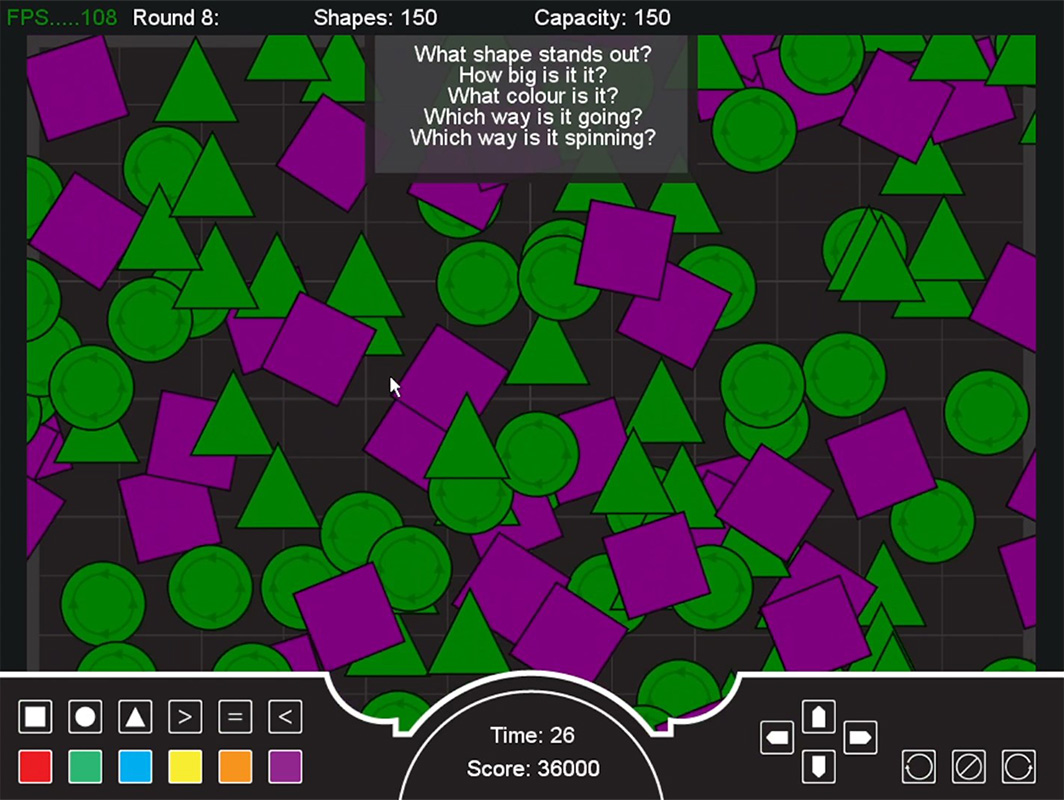 FPS.....108 Round 8: Shapes: 150 Capacity: 150
What shape stands out?
How big is it it?
What colour is it?
Which way is it going?
Which way is it spinning?
> = <
Time: 26
Score: 36000